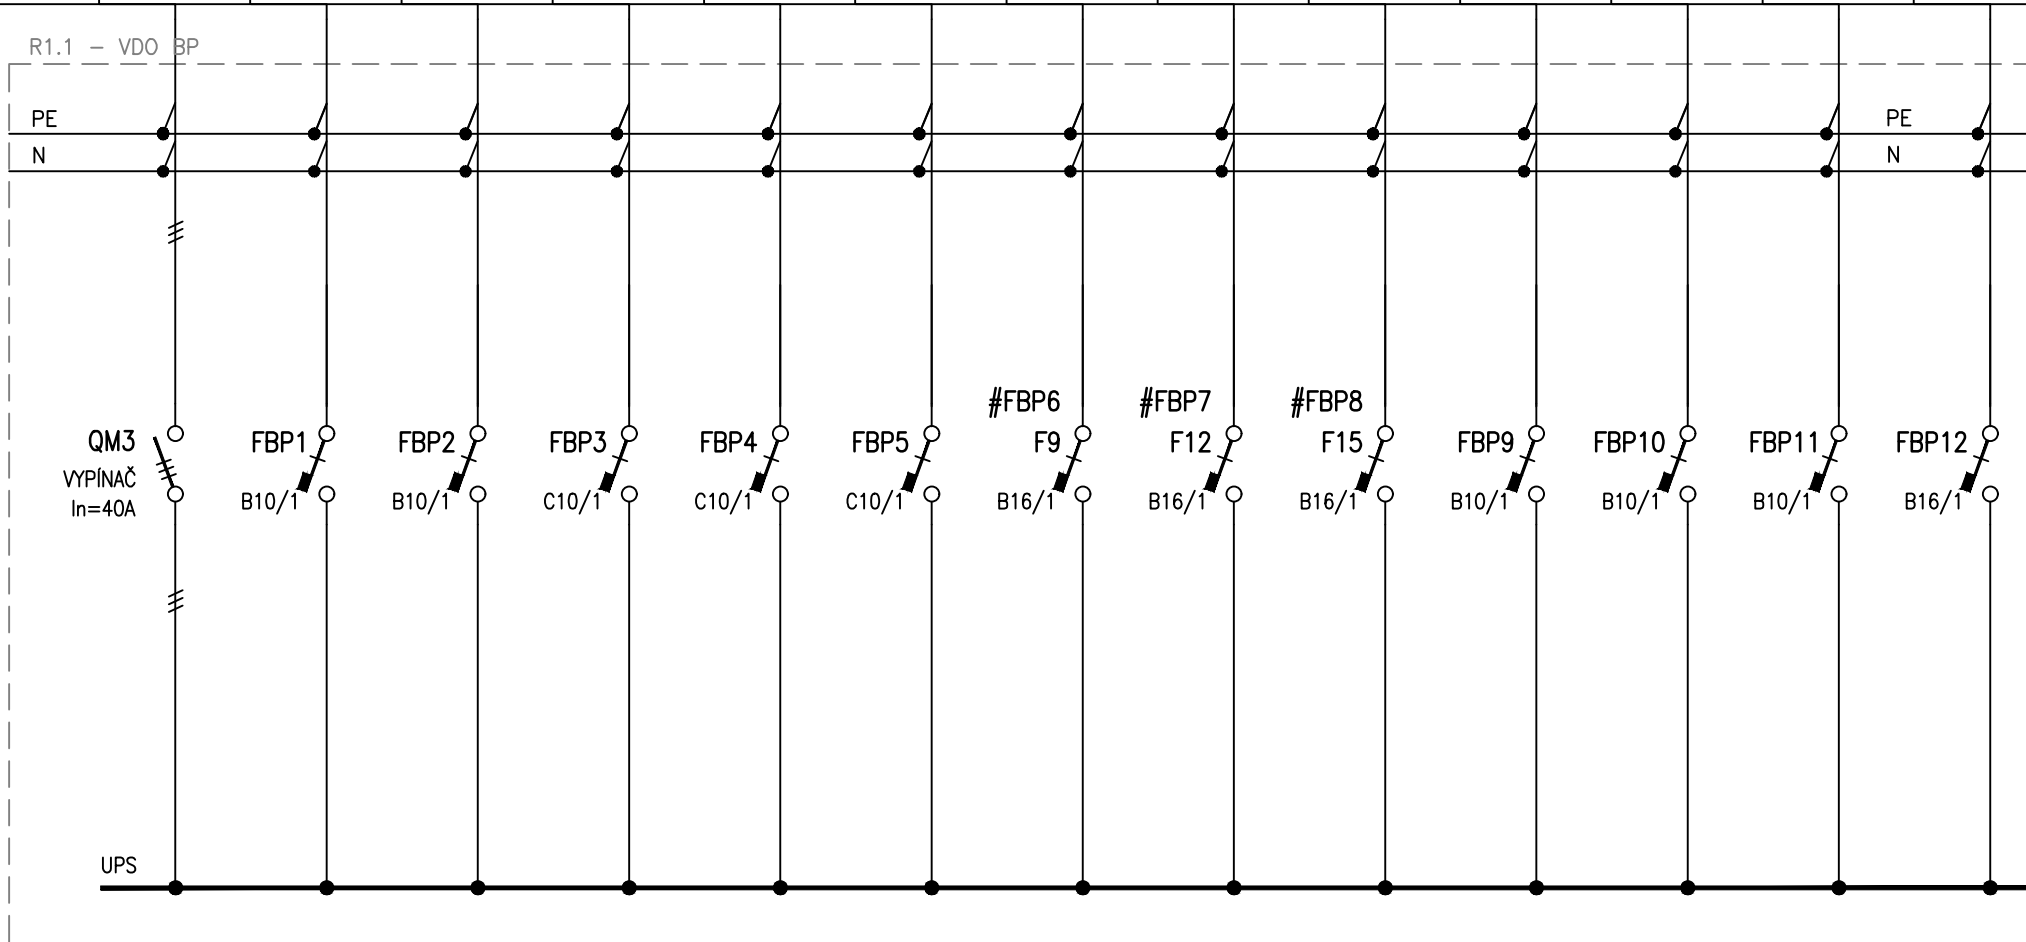 R1.1 – VDO BP
PE
PE
N
N
#FBP6
#FBP7
#FBP8
QM3
FBP1
FBP2
FBP3
FBP4
FBP5
F9
F12
F15
FBP9
FBP10
FBP11
FBP12
VYPÍNAČ
In=40A
B10/1
B10/1
C10/1
C10/1
C10/1
B16/1
B16/1
B16/1
B10/1
B10/1
B10/1
B16/1
UPS